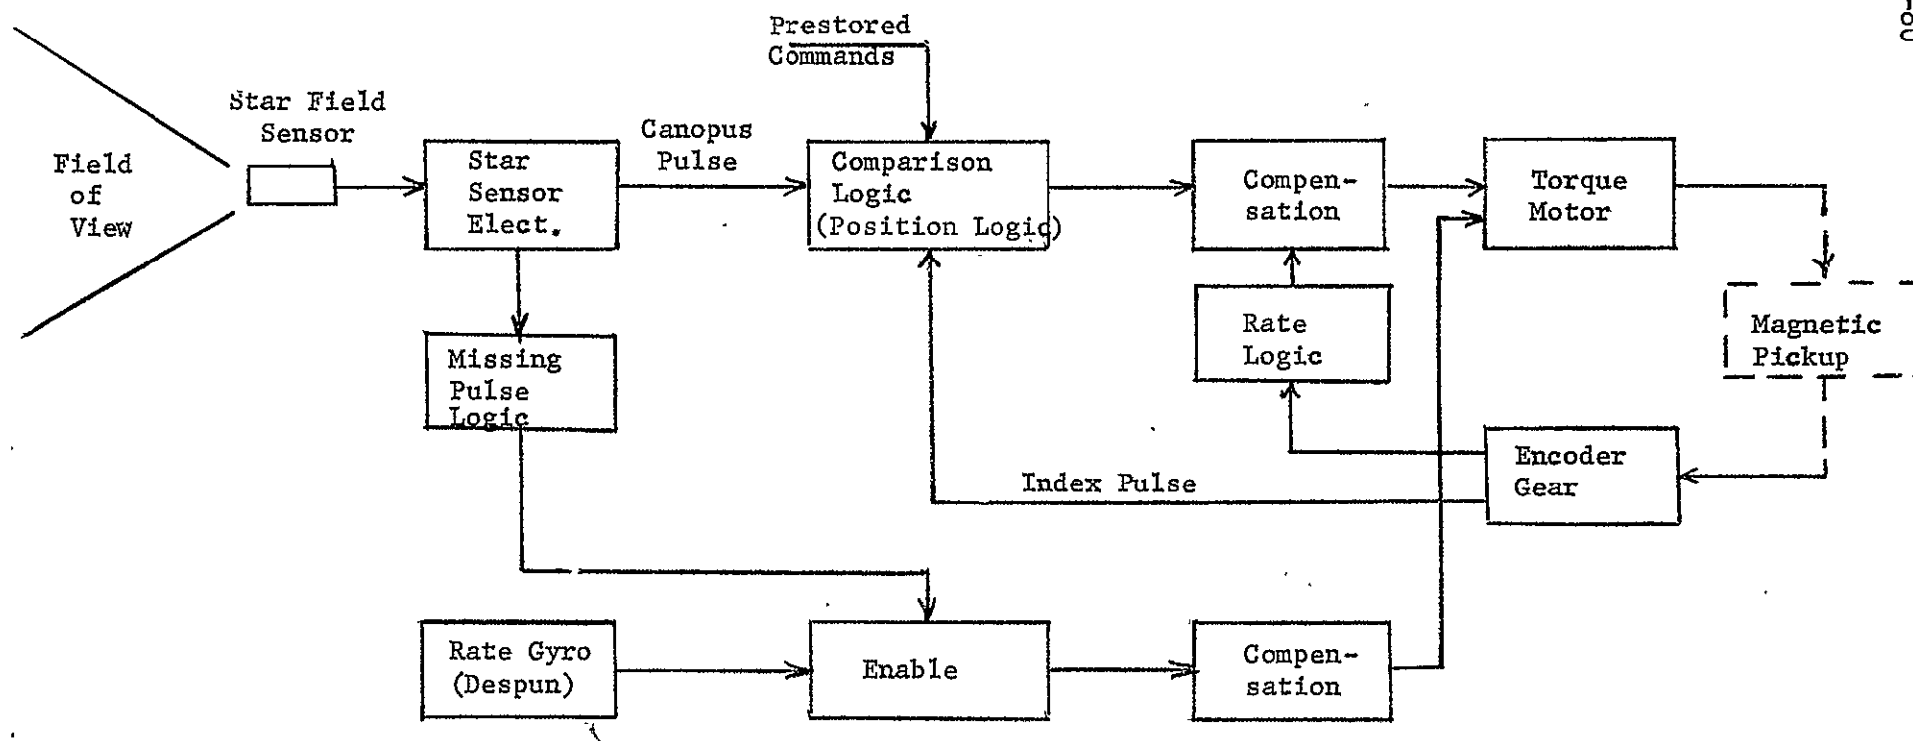 Prestored
Commands
Star Field
Sensor
Field
of
View
Canopus
Pulse
Star
Sensor
Elect.
Comparison
Logic
(Position Logic)
Compen-
sation
Torque
Motor
Missing
Pulse
Logic
Rate
Logic
Magnetic
Pickup
Encoder
Gear
Index Pulse
Rate Gyro
(Despun)
Enable
Compen-
sation